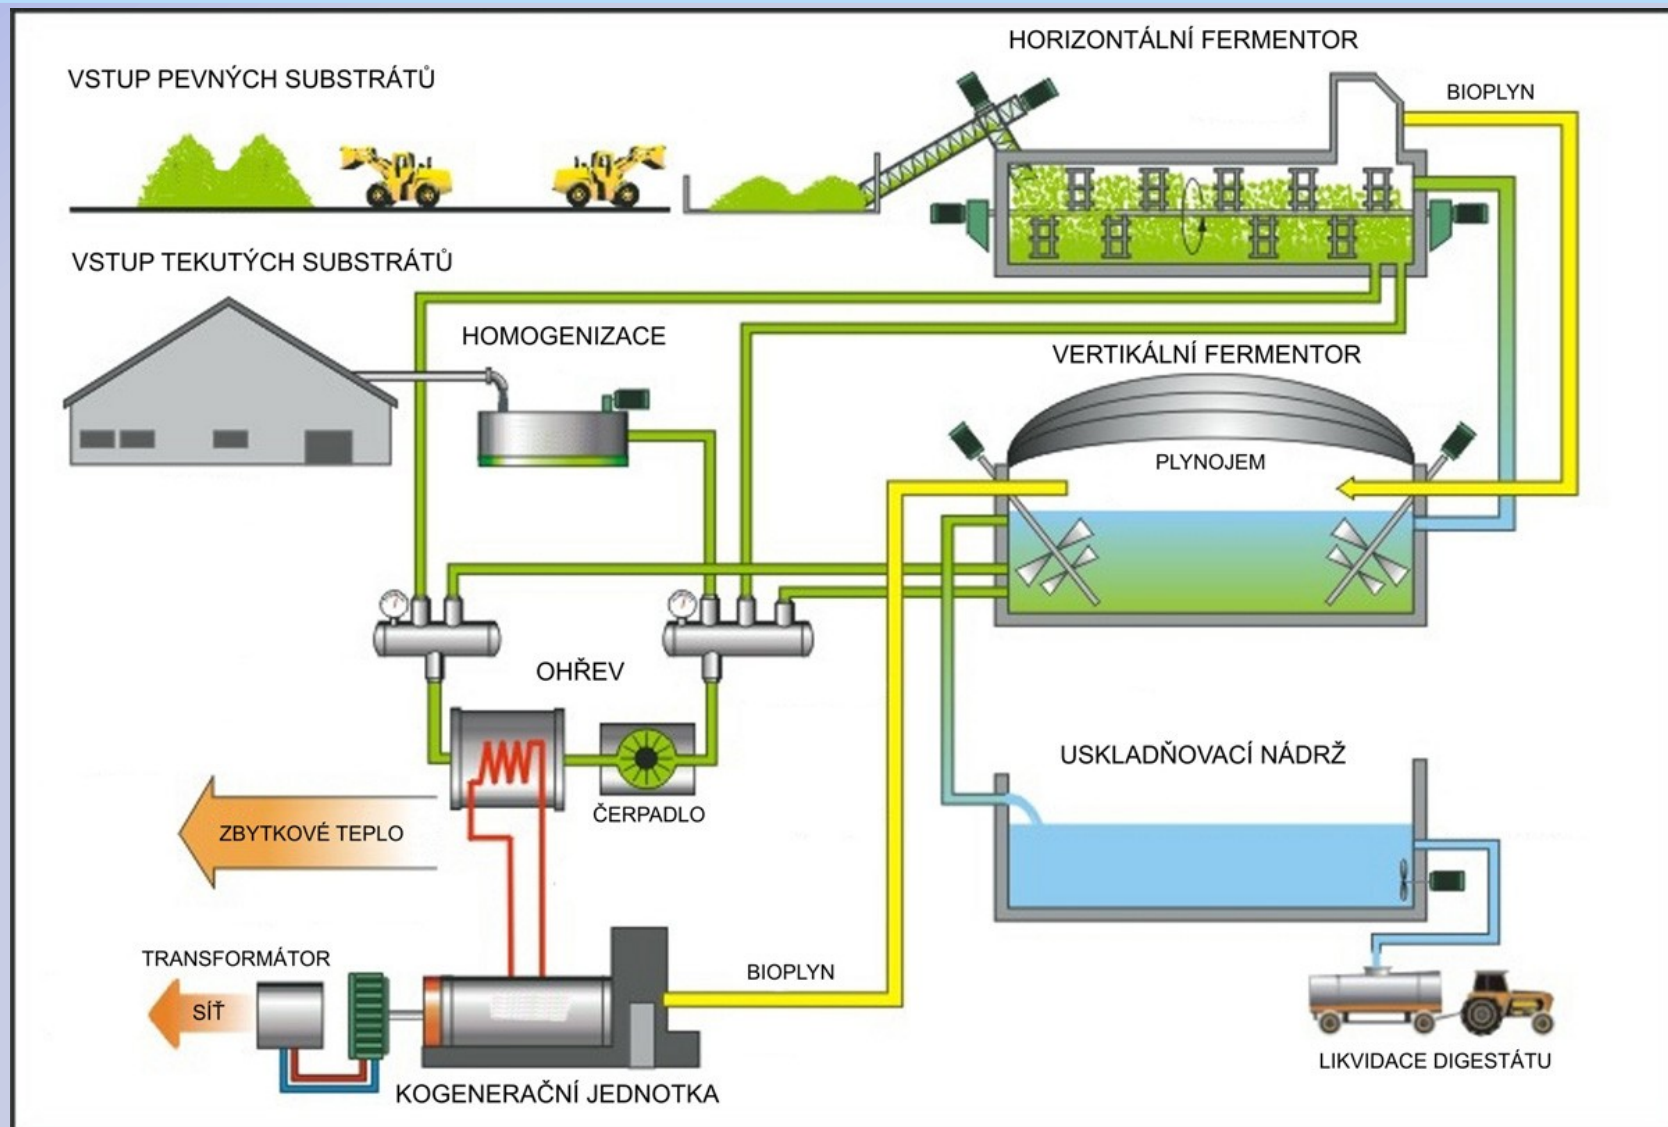 HORIZONTÁLNÍ FERMENTOR
VSTUP PEVNÝCH SUBSTRÁTŮ
BIOPLYN
VSTUP TEKUTÝCH SUBSTRÁTŮ
HOMOGENIZACE
VERTIKÁLNÍ FERMENTOR
PLYNOJEM
OHŘEV
USKLADŇOVACÍ NÁDRŽ
ČERPADLO
ZBYTKOVÉ TEPLO
TRANSFORMÁTOR
BIOPLYN
SÍŤ
LIKVIDACE DIGESTÁTU
KOGENERAČNÍ JEDNOTKA